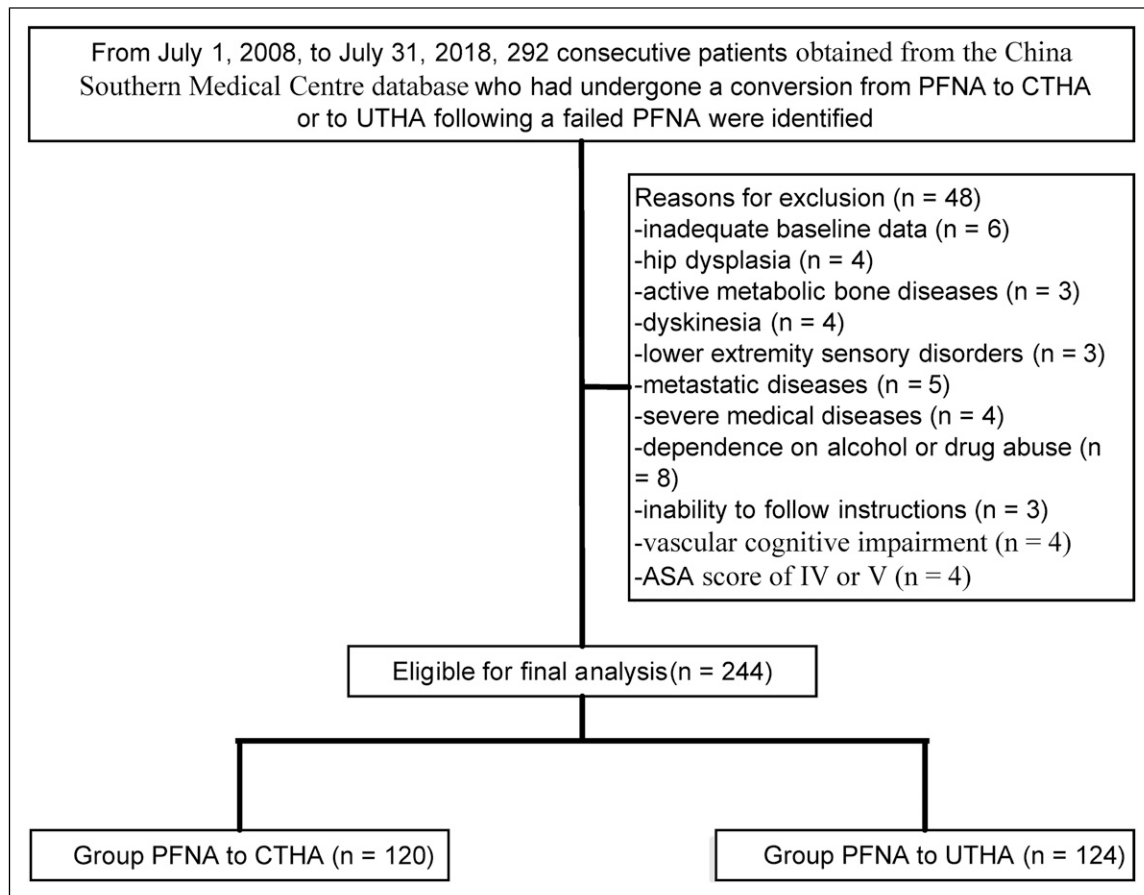 From July 1, 2008, to July 31, 2018, 292 consecutive patients obtained from the China
Southern Medical Centre database who had undergone a conversion from PFNA to CTHA
or to UTHA following a failed PFNA were identified
Reasons for exclusion (n = 48)
-inadequate baseline data (n = 6)
-hip dysplasia (n = 4)
-active metabolic bone diseases (n = 3)
-dyskinesia (n = 4)
-lower extremity sensory disorders (n = 3)
-metastatic diseases (n = 5)
-severe medical diseases (n = 4)
-dependence on alcohol or drug abuse (n
= 8)
-inability to follow instructions (n = 3)
-vascular cognitive impairment (n = 4)
-ASA score of IV or V (n = 4)
Eligible for final analysis(n = 244)
Group PFNA to CTHA (n = 120)
Group PFNA to UTHA (n = 124)